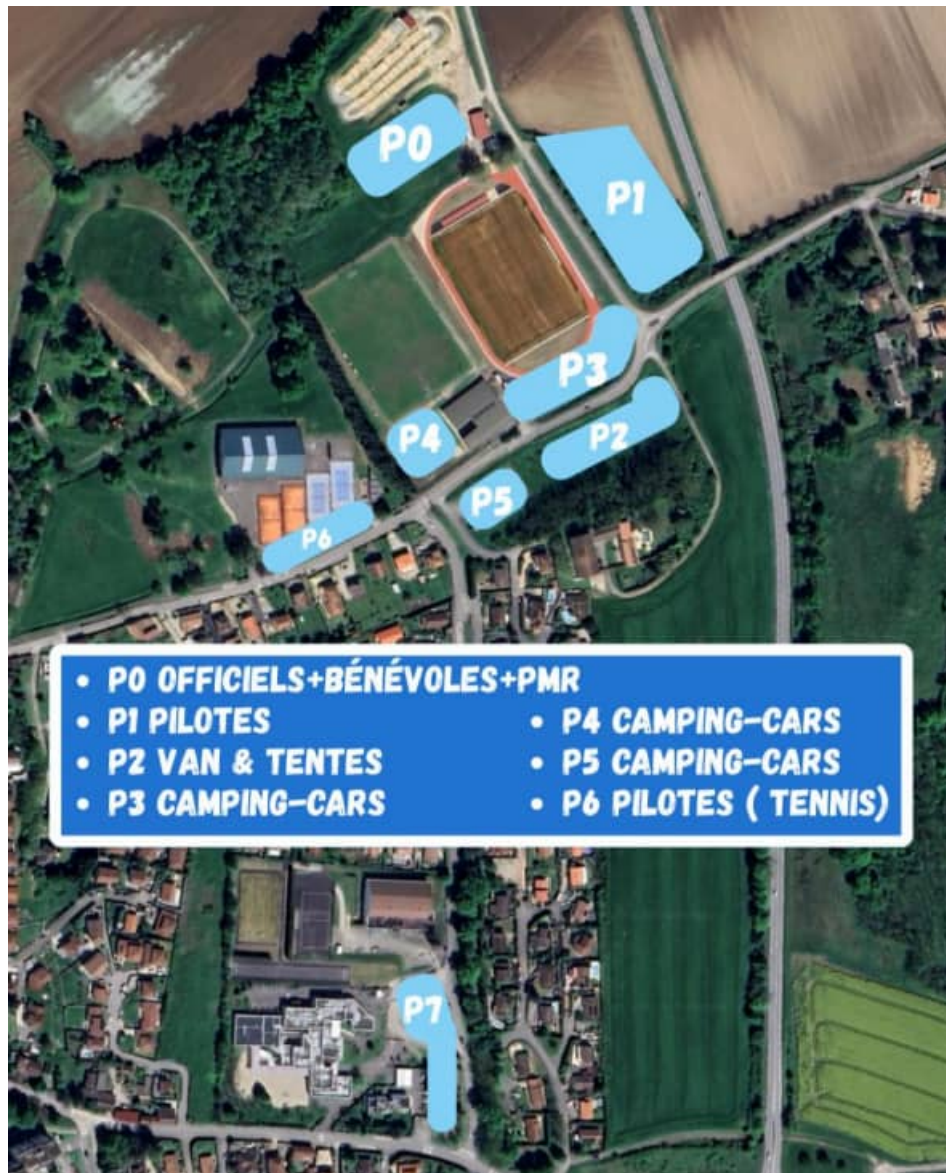 P0
P1
P3
P4
P2
P5
P6
• P0 OFFICIELS+BÉNÉVOLES+PMR
• P1 PILOTES
• P2 VAN & TENTES
• P3 CAMPING-CARS
• P4 CAMPING-CARS
• P5 CAMPING-CARS
• P6 PILOTES ( TENNIS)
P7